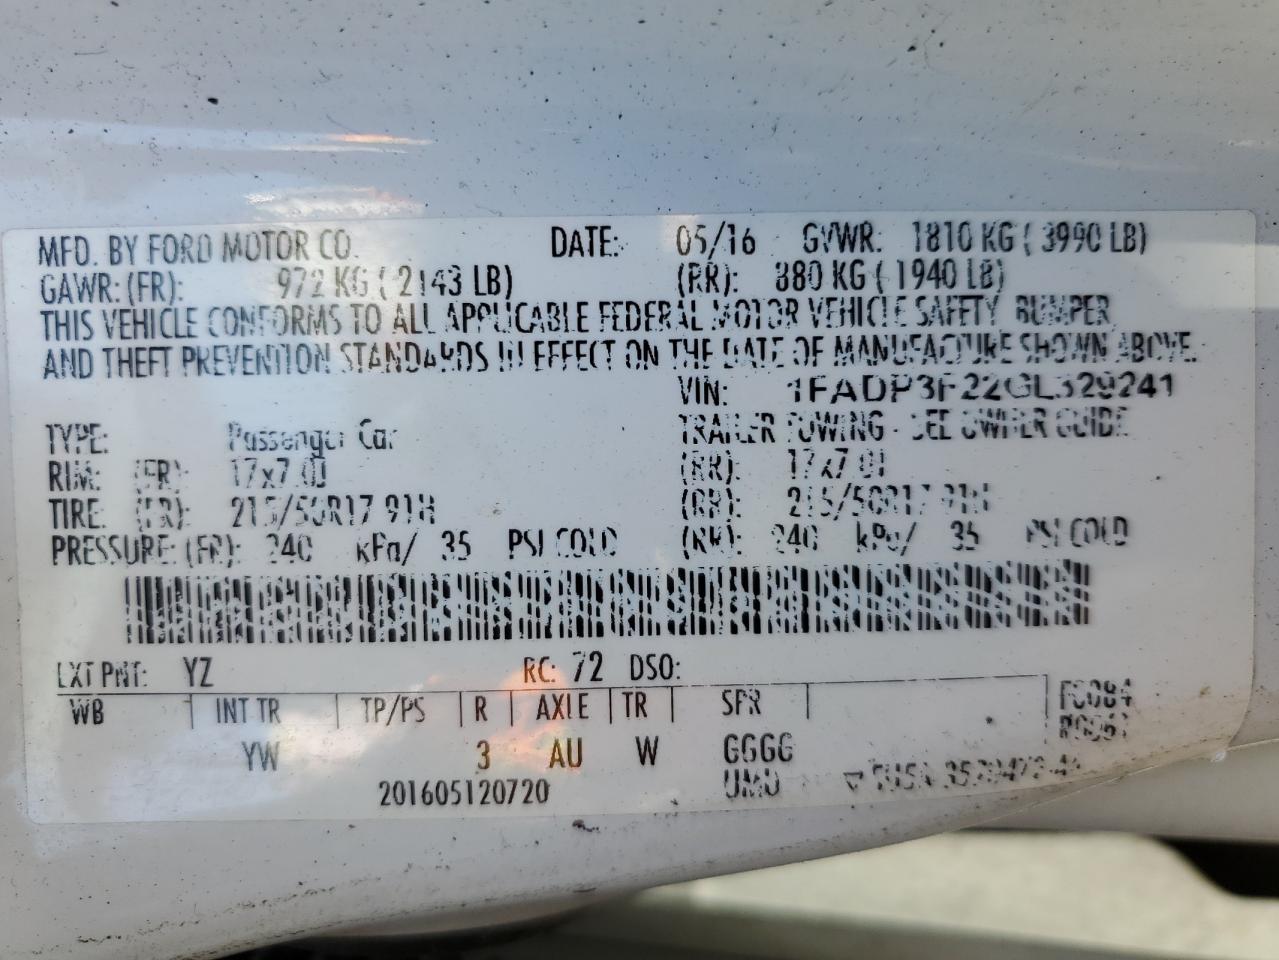 MFD. BY FORD MOTOR CO. DATE: 05/16 GVWR: 1810 KG ( 3990 LB)
GAWR: (FR): 972 KG ( 2143 LB) (RR): 880 KG ( 1940 LB)
THIS VEHICLE CONFORMS TO ALL APPLICABLE FEDERAL MOTOR VEHICLE SAFETY, BUMPER,
AND THEFT PREVENTION STANDARDS IN EFFECT ON THE DATE OF MANUFACTURE SHOWN ABOVE.
VIN: 1FADP3F22GL329241
TYPE: Passenger Car TRAILER TOWING - SEE OWNER GUIDE
RIM: (FR): 17x7.0J (RR): 17x7.0J
TIRE: (FR): 215/50R17 91H (RR): 215/50R17 91H
PRESSURE: (FR): 240 kPa/ 35 PSI COLD (RR): 240 kPa/ 35 PSI COLD
EXT PNT: YZ RC: 72 DSO:
WB INT TR TP/PS R AXLE TR SPR
YW 3 AU W GGGG
201605120720 UMU